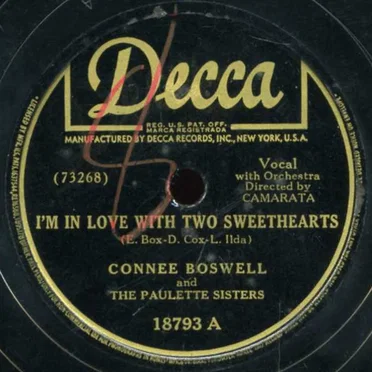 Decca
REG. U.S. PAT. OFF.
MARCA REGISTRADA
MANUFACTURED BY DECCA RECORDS, INC., NEW YORK, U.S.A.
(73268)
Vocal
with Orchestra
Directed by
CAMARATA
I'M IN LOVE WITH TWO SWEETHEARTS
(E. Box-D. Cox-L. Ilda)
CONNEE BOSWELL
and
THE PAULETTE SISTERS
18793 A